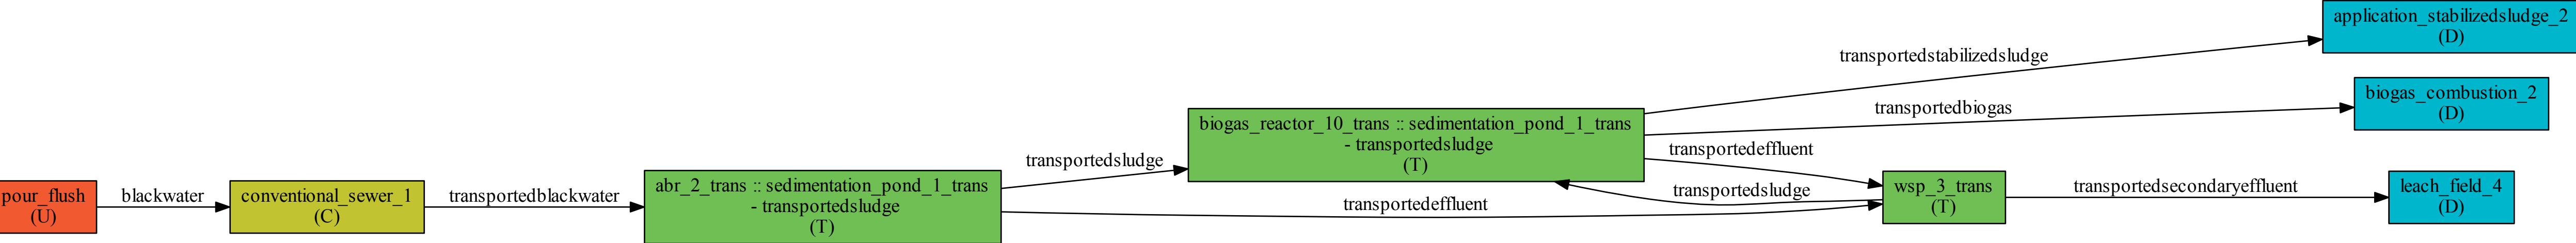 pour_flush
(U)
blackwater
conventional_sewer_1
(C)
transportedblackwater
abr_2_trans :: sedimentation_pond_1_trans
- transportedsludge
(T)
transportedsludge
transportedeffluent
biogas_reactor_10_trans :: sedimentation_pond_1_trans
- transportedsludge
(T)
transportedstabilizedsludge
transportedbiogas
transportedeffluent
transportedsludge
wsp_3_trans
(T)
transportedsecondaryeffluent
application_stabilizedsludge_2
(D)
biogas_combustion_2
(D)
leach_field_4
(D)